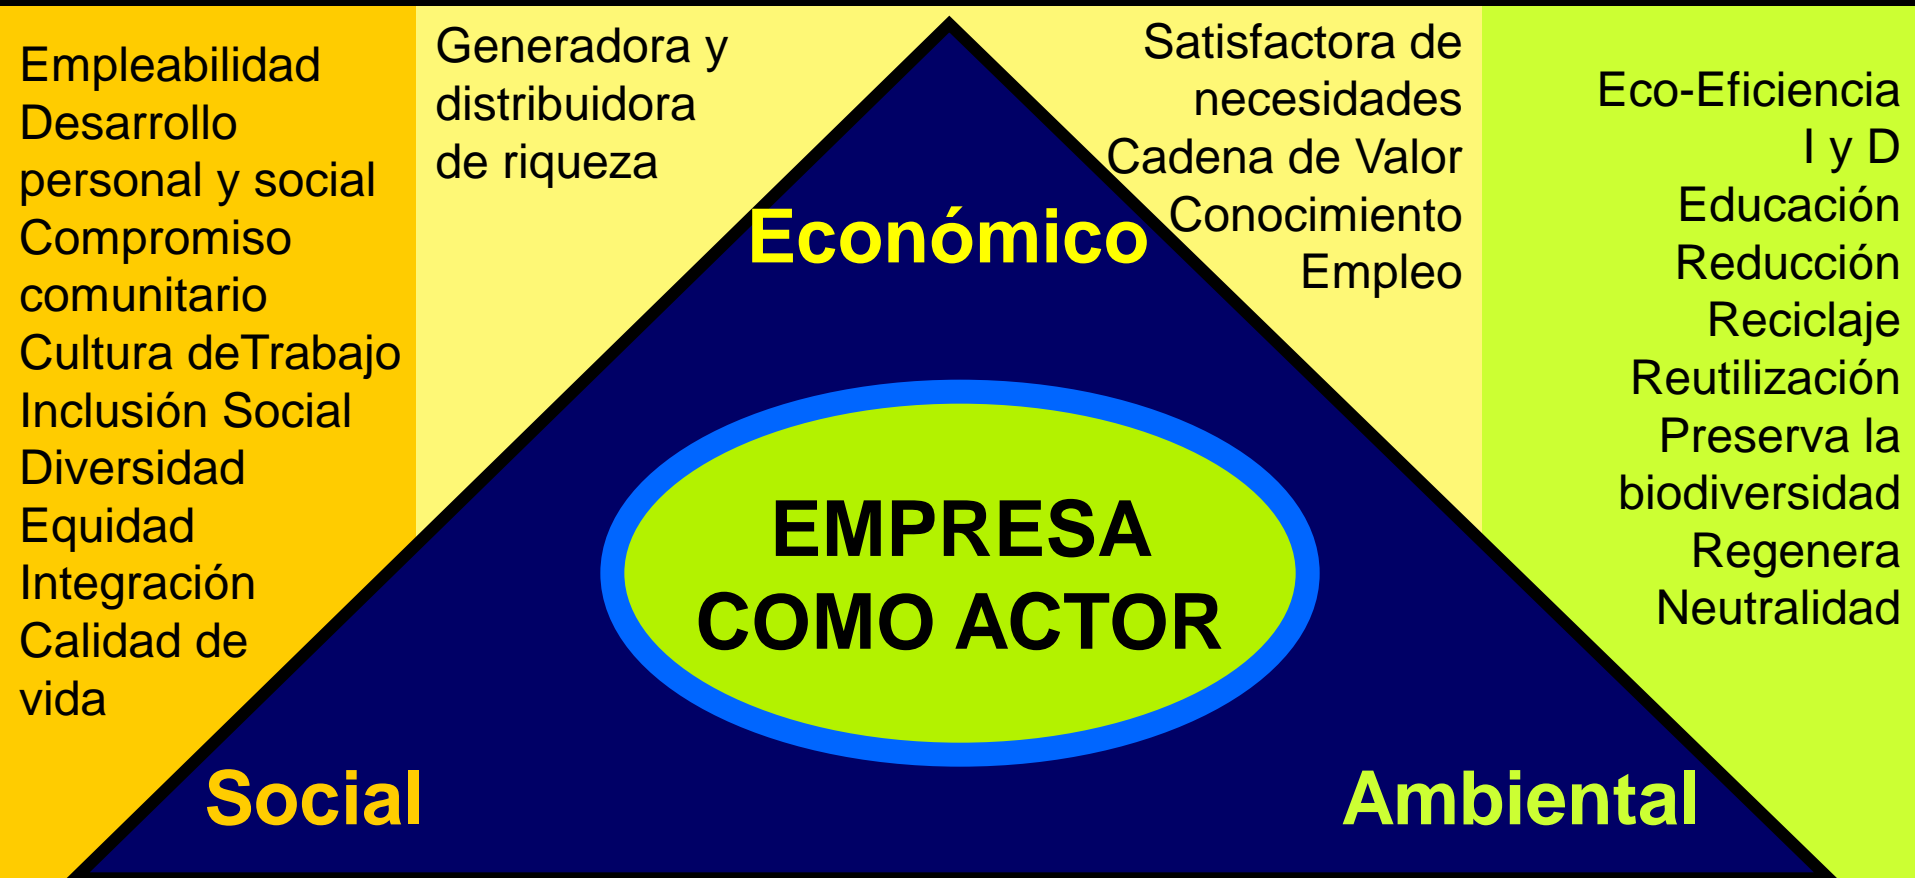 Empleabilidad
Desarrollo
personal y social
Compromiso
comunitario
Cultura deTrabajo
Inclusión Social
Diversidad
Equidad
Integración
Calidad de
vida
Generadora y
distribuidora
de riqueza
Satisfactora de
necesidades
Cadena de Valor
Conocimiento
Empleo
Eco-Eficiencia
I y D
Educación
Reducción
Reciclaje
Reutilización
Preserva la
biodiversidad
Regenera
Neutralidad
Económico
EMPRESA
COMO ACTOR
Social
Ambiental